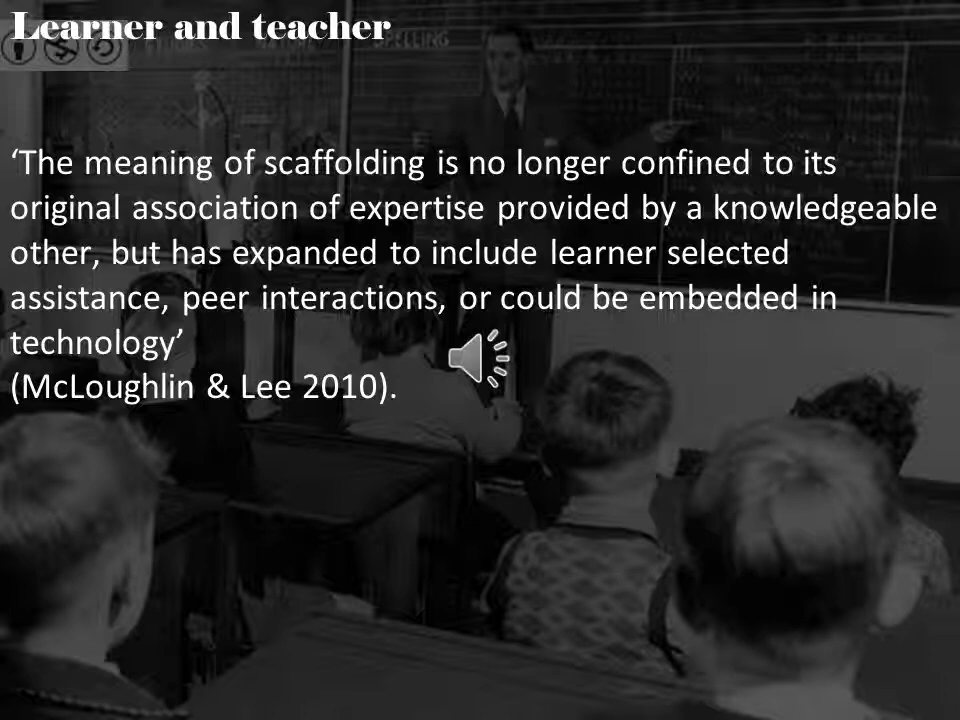 Learner and teacher
SPELLING
‘The meaning of scaffolding is no longer confined to its
original association of expertise provided by a knowledgeable
other, but has expanded to include learner selected
assistance, peer interactions, or could be embedded in
technology’
(McLoughlin & Lee 2010).